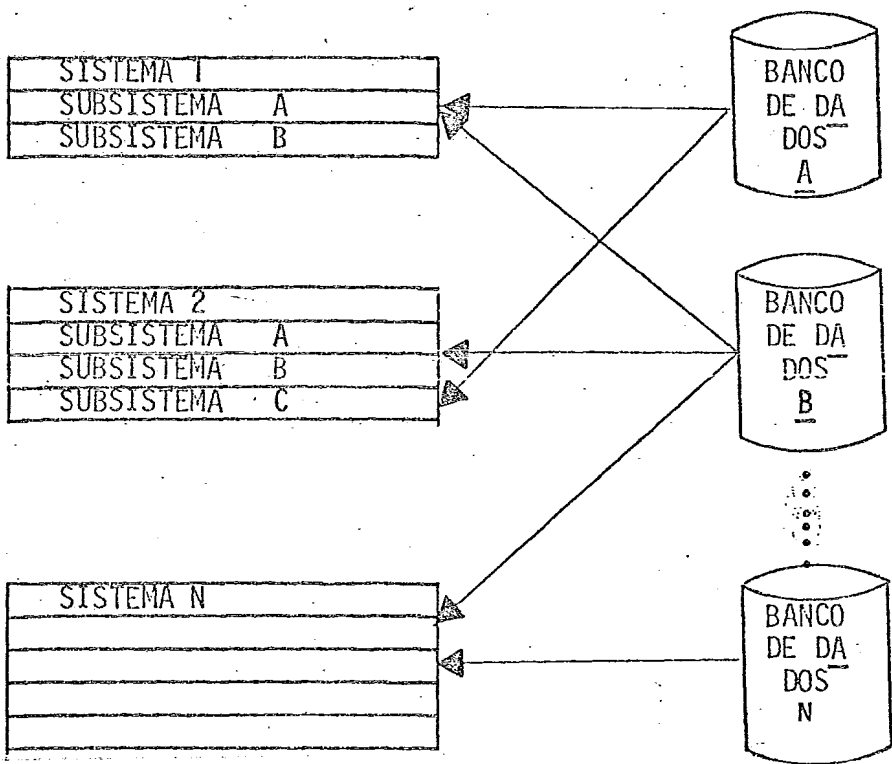 SISTEMA 1
SUBSISTEMA A
SUBSISTEMA B
BANCO
DE DA
DOS
A
SISTEMA 2
SUBSISTEMA A
SUBSISTEMA B
SUBSISTEMA C
BANCO
DE DA
DOS
B
SISTEMA N
BANCO
DE DA
DOS
N